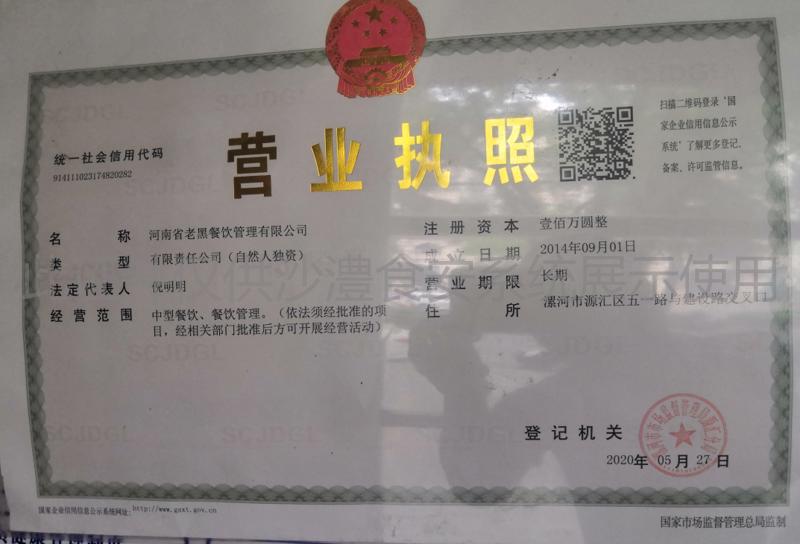 营业执照
扫描二维码登录‘国
家企业信用信息公示
系统’了解更多登记、
备案、许可监管信息。
统一社会信用代码
914111023174820282
名称 河南省老黑餐饮管理有限公司
类型 有限责任公司（自然人独资）
法定代表人 倪明明
经营范围 中型餐饮、餐饮管理。（依法须经批准的项
目，经相关部门批准后方可开展经营活动）
注册资本 壹佰万圆整
成立日期 2014年09月01日
营业期限 长期
住所 漯河市源汇区五一路与建设路交叉口
仅供沙澧食安系统展示使用
SCJDGL
SCJDGL
SCJDGL
SCJDGL
SCJDGL
登记机关
2020年05月27日
国家企业信用信息公示系统网址：http://www.gsxt.gov.cn
国家市场监督管理总局监制